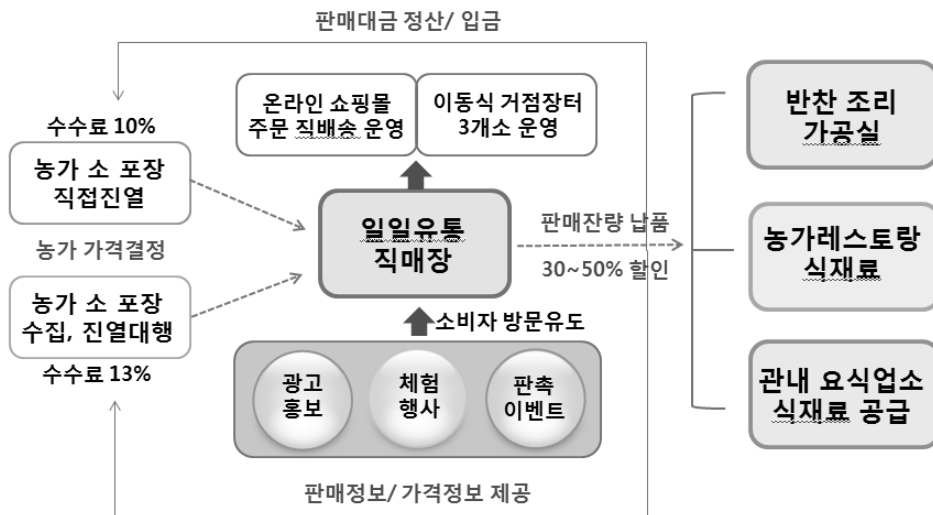 판매대금 정산/ 입금
온라인 쇼핑몰
주문 직배송 운영
이동식 거점장터
3개소 운영
반찬 조리
가공실
수수료 10%
농가 소 포장
직접진열
농가 가격결정
일일유통
직매장
판매잔량 납품
30~50% 할인
농가레스토랑
식재료
농가 소 포장
수집, 진열대행
수수료 13%
소비자 방문유도
광고
홍보
체험
행사
판촉
이벤트
관내 요식업소
식재료 공급
판매정보/ 가격정보 제공